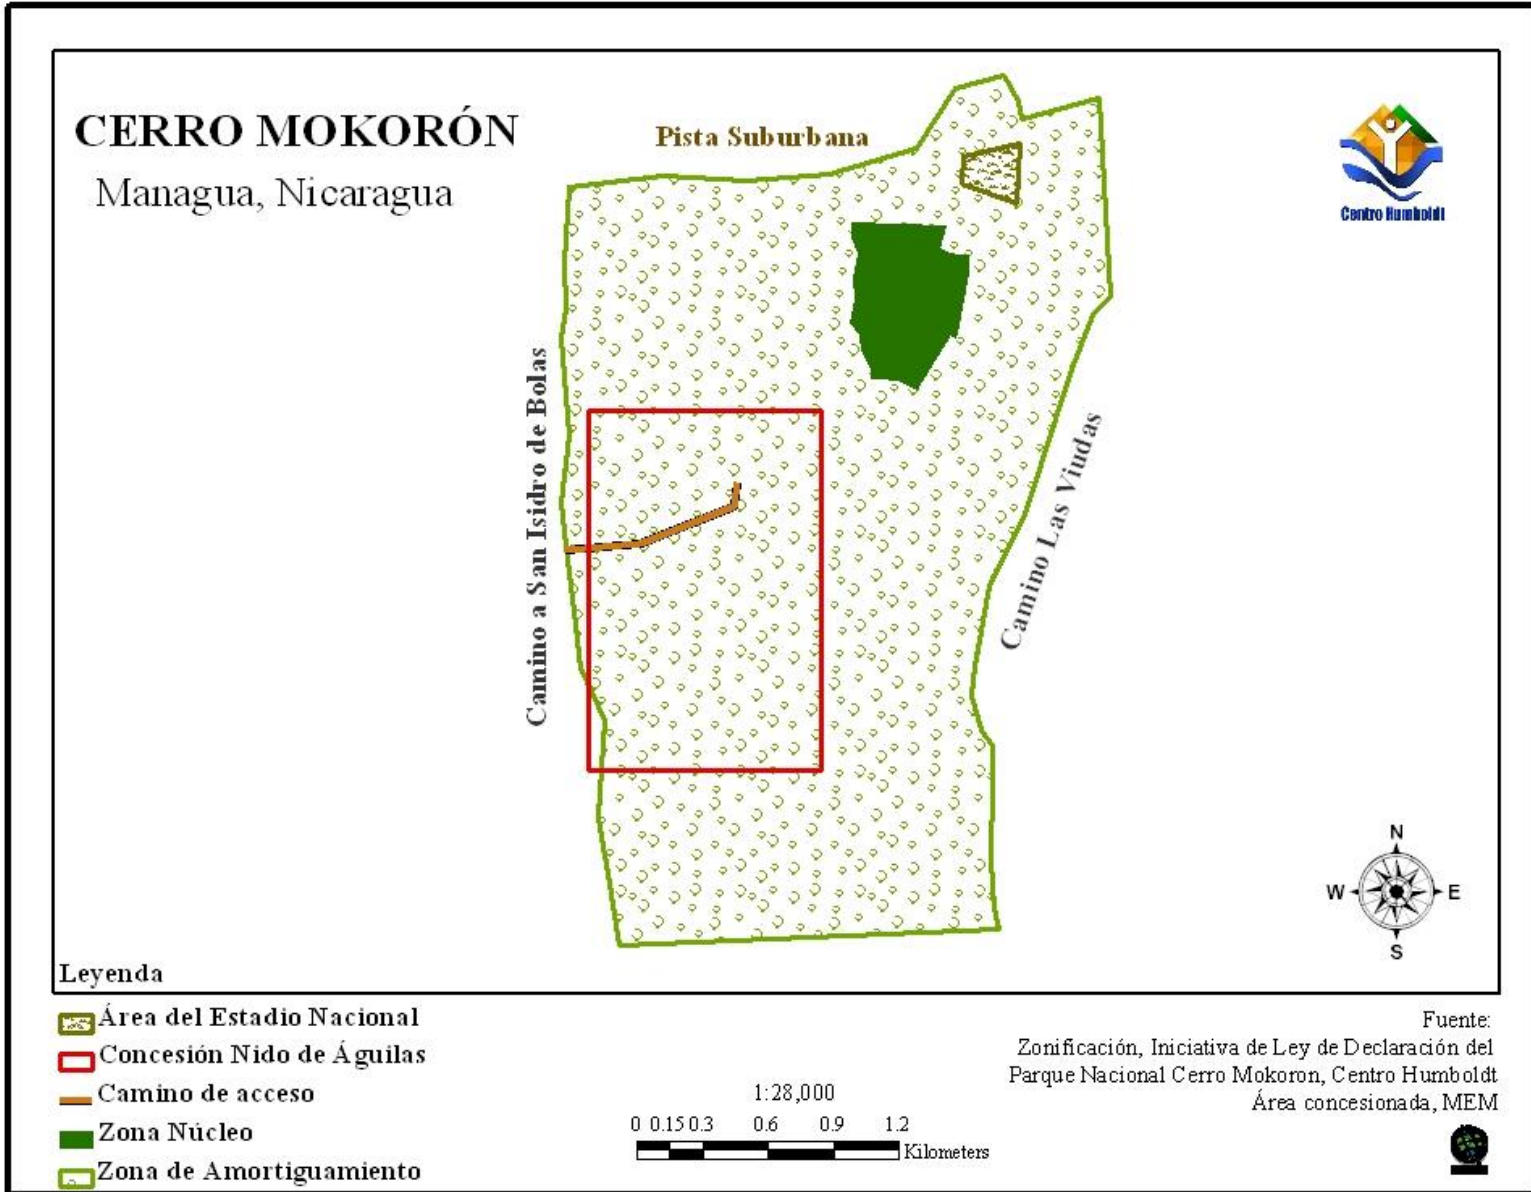 CERRO MOKORÓN
Managua, Nicaragua
Pista Suburbana
Centro Humboldt
Camino a San Isidro de Bolas
Camino Las Viudas
N
W
E
S
Leyenda
Área del Estadio Nacional
Concesión Nido de Águilas
Camino de acceso
Zona Núcleo
Zona de Amortiguamiento
1:28,000
0 0.15 0.3 0.6 0.9 1.2
Kilometers
Fuente:
Zonificación, Iniciativa de Ley de Declaración del
Parque Nacional Cerro Mokoron, Centro Humboldt
Área concesionada, MEM